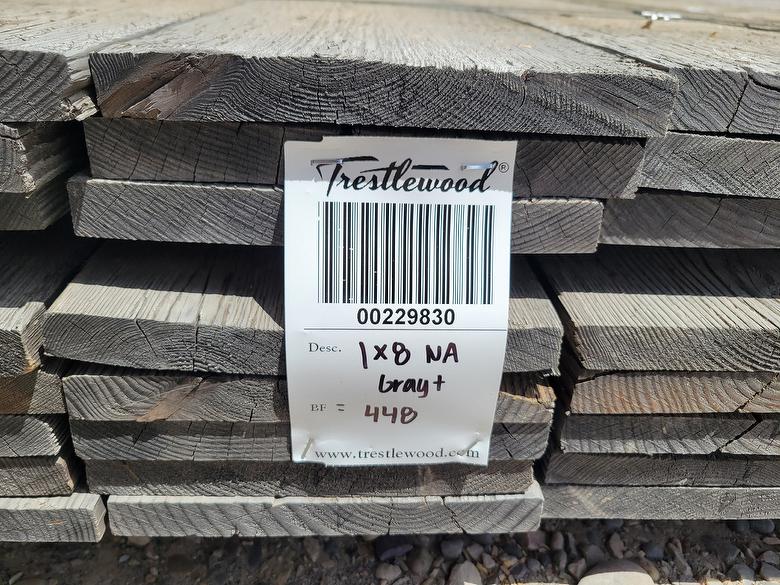 Trestlewood®
00229830
Desc. 1x8 NA
Gray+
BF = 448
www.trestlewood.com